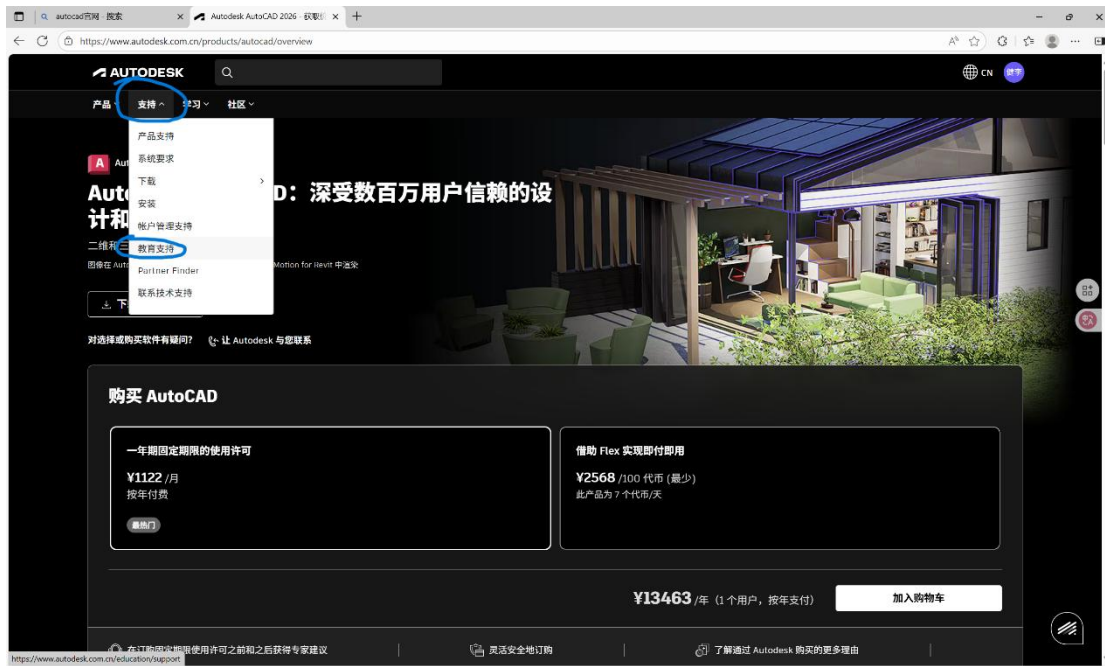 autocad官网 - 搜索
Autodesk AutoCAD 2026 - 获取
https://www.autodesk.com.cn/products/autocad/overview
AUTODESK
CN
产品 支持 学习 社区
产品支持
系统要求
下载
安装
帐户管理支持
教育支持
Partner Finder
联系技术支持
A Au
Aut D：深受数百万用户信赖的设
计和
二维和三
图像在 Auto Motion for Revit 中渲染
下
对选择或购买软件有疑问? 让 Autodesk 与您联系
购买 AutoCAD
一年期固定期限的使用许可
¥1122 /月
按年付费
最热门
借助 Flex 实现即付即用
¥2568 /100 代币 (最少)
此产品为 7 个代币/天
¥13463 /年 (1 个用户，按年支付)
加入购物车
在订购固定期限使用许可之前和之后获得专家建议
灵活安全地订购
了解通过 Autodesk 购买的更多理由
https://www.autodesk.com.cn/education/support